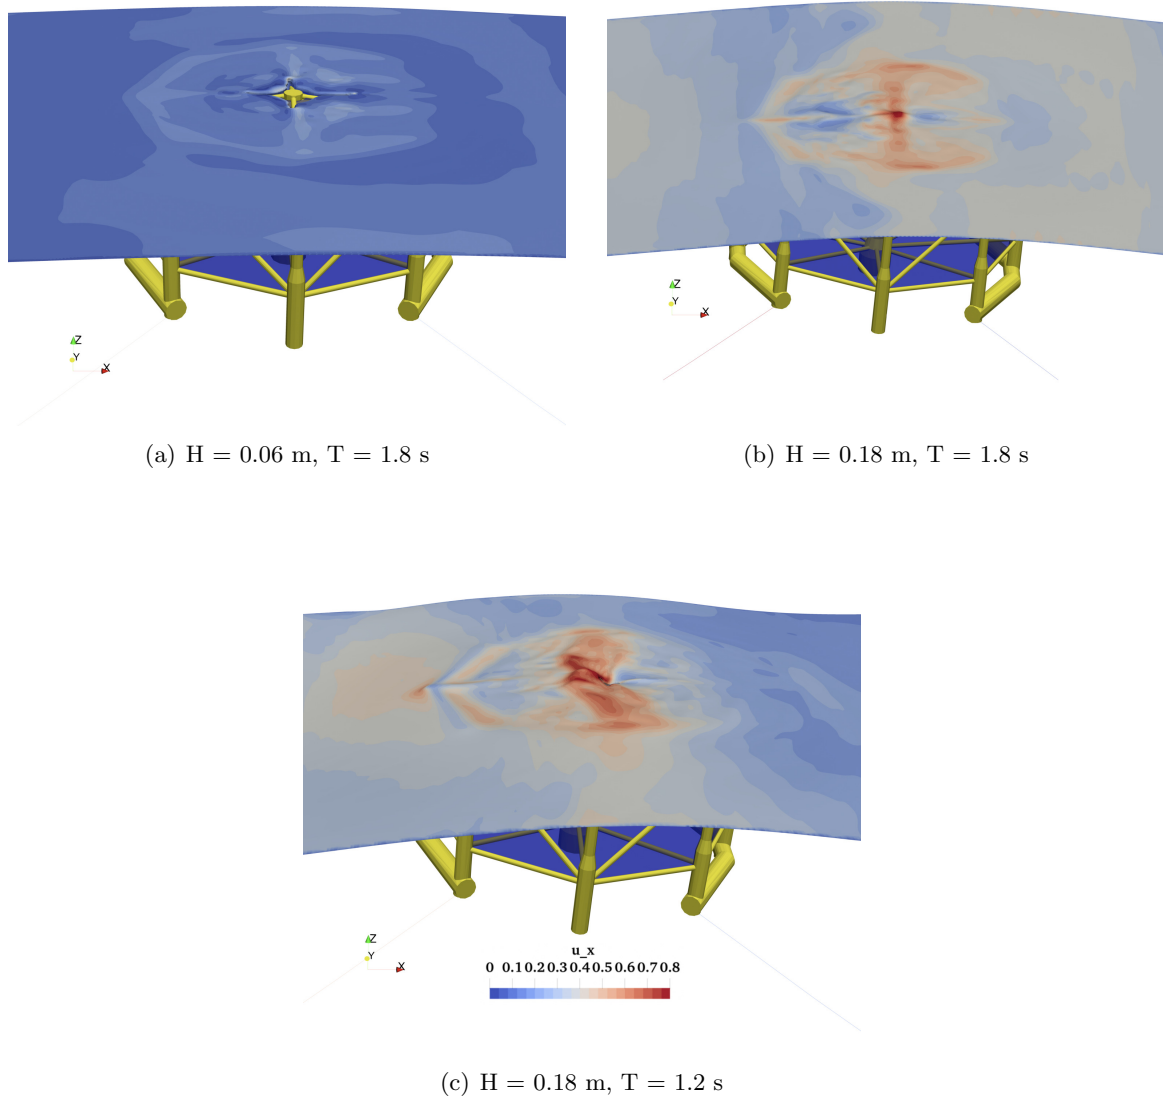 Z
Y
X
Z
Y
X
(a) H = 0.06 m, T = 1.8 s
(b) H = 0.18 m, T = 1.8 s
Z
Y
X
u_x
0 0.1 0.2 0.3 0.4 0.5 0.6 0.7 0.8
(c) H = 0.18 m, T = 1.2 s